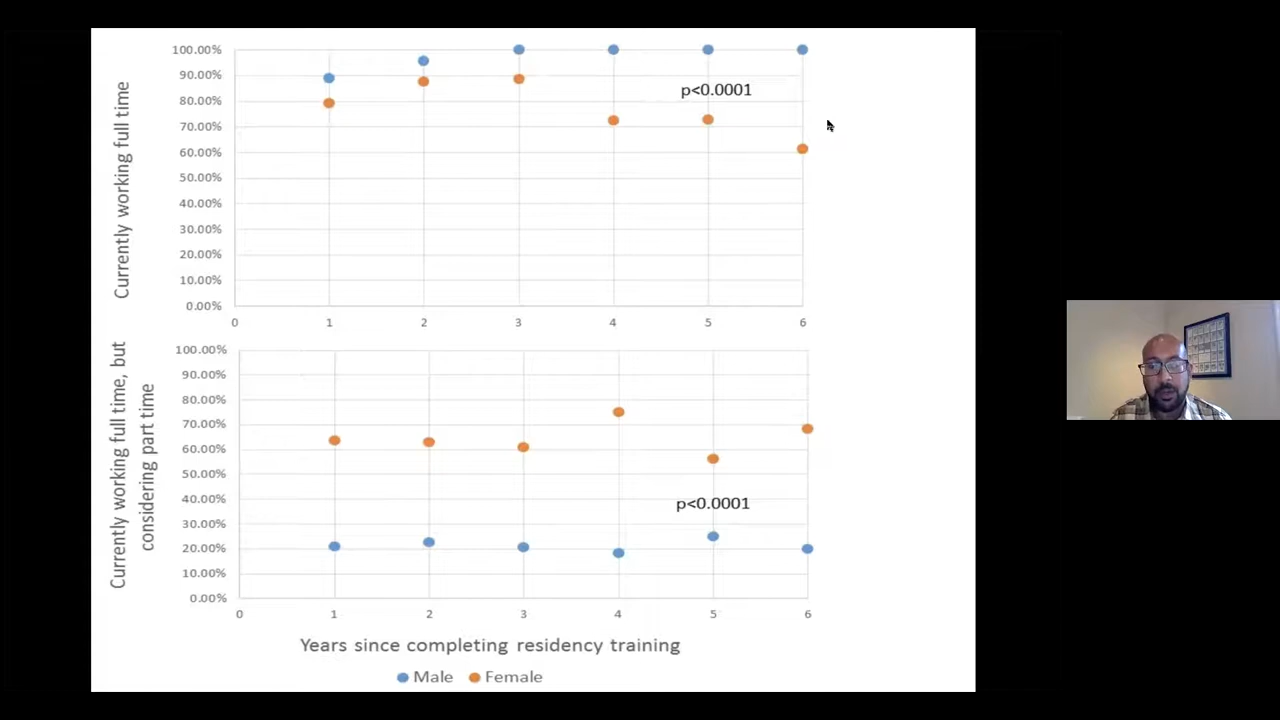 Currently working full time
100.00%
90.00%
80.00%
70.00%
60.00%
50.00%
40.00%
30.00%
20.00%
10.00%
0.00%
p<0.0001
0 1 2 3 4 5 6
Currently working full time, but
considering part time
100.00%
90.00%
80.00%
70.00%
60.00%
50.00%
40.00%
30.00%
20.00%
10.00%
0.00%
p<0.0001
0 1 2 3 4 5 6
Years since completing residency training
Male Female